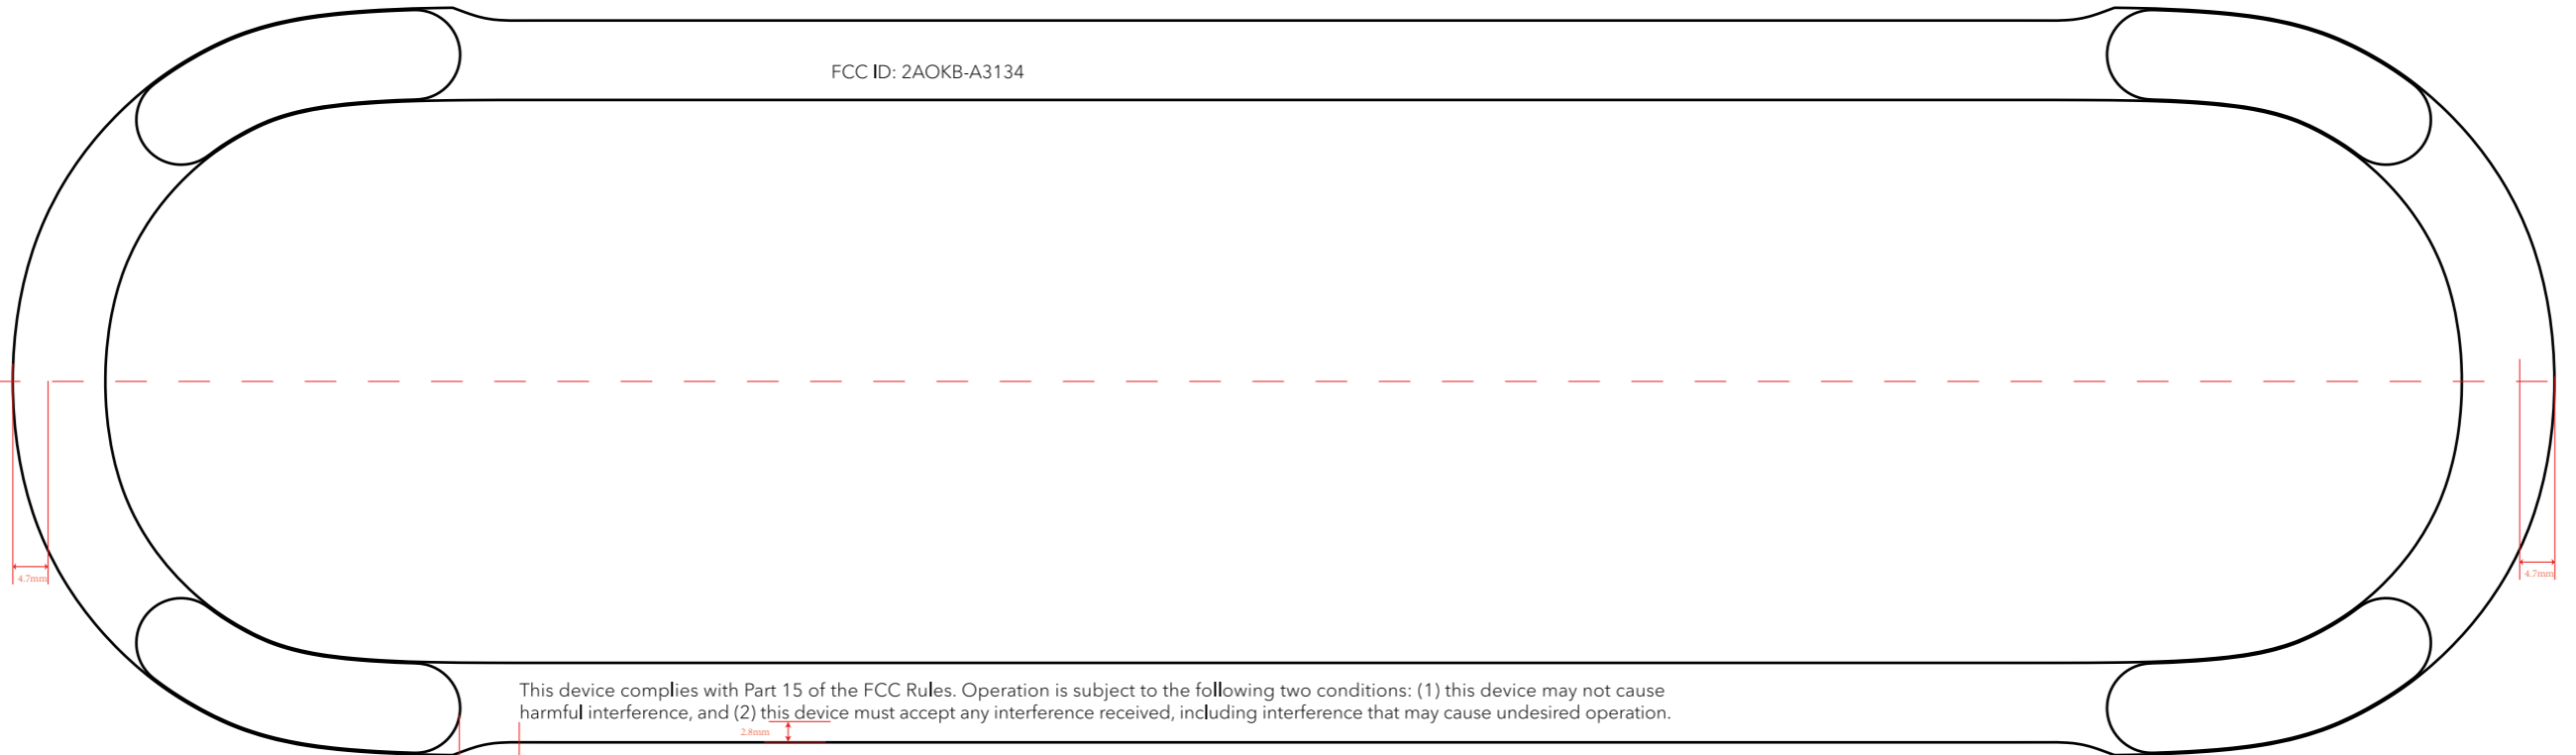 FCC ID: 2AOKB-A3134
4.7mm
4.7mm
This device complies with Part 15 of the FCC Rules. Operation is subject to the following two conditions: (1) this device may not cause
harmful interference, and (2) this device must accept any interference received, including interference that may cause undesired operation.
2.8mm